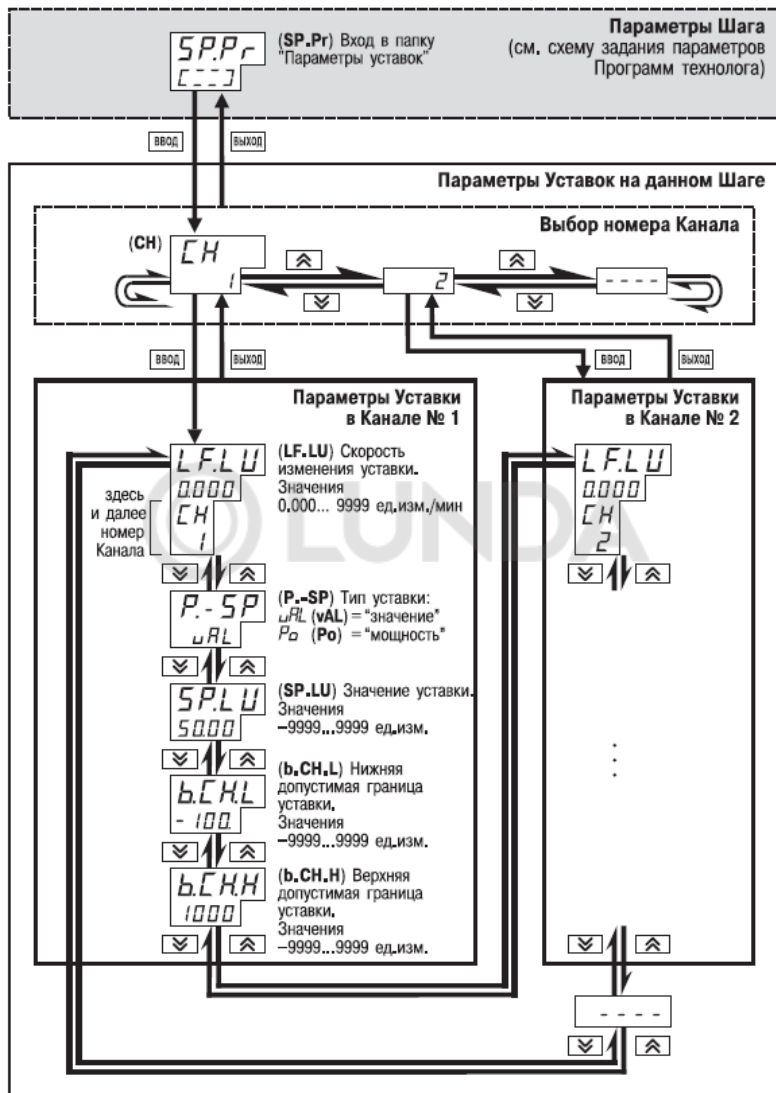 Параметры Шага
(см. схему задания параметров
Программ технолога)
SP.Pr
[---]
(SP.Pr) Вход в папку
"Параметры уставок"
ВВОД
ВЫХОД
Параметры Уставок на данном Шаге
Выбор номера Канала
(CH)
CH
1
2
----
ВВОД
ВЫХОД
ВВОД
ВЫХОД
Параметры Уставки
в Канале № 1
LF.LU
0.000
CH
1
здесь
и далее
номер
Канала
(LF.LU) Скорость
изменения уставки.
Значения
0.000... 9999 ед.изм./мин
P.-SP
vAL
(P.-SP) Тип уставки:
vAL (vAL) = "значение"
Po (Po) = "мощность"
SP.LU
50.00
(SP.LU) Значение уставки.
Значения
–9999...9999 ед.изм.
b.CH.L
-100.
(b.CH.L) Нижняя
допустимая граница
уставки.
Значения
–9999...9999 ед.изм.
b.CH.H
1000
(b.CH.H) Верхняя
допустимая граница
уставки.
Значения
–9999...9999 ед.изм.
Параметры Уставки
в Канале № 2
LF.LU
0.000
CH
2
----
LUNDA